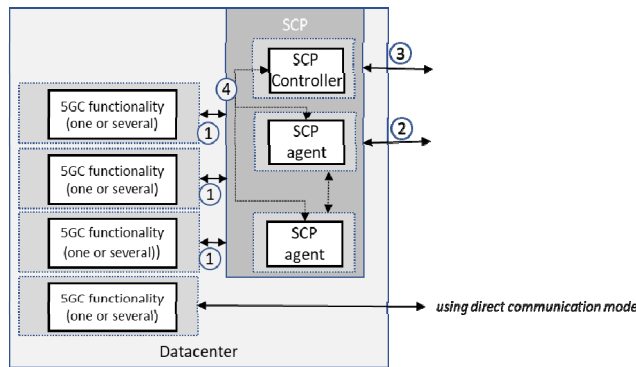 SCP
SCP
Controller
3
4
5GC functionality
(one or several)
1
SCP
agent
2
5GC functionality
(one or several)
1
5GC functionality
(one or several))
1
SCP
agent
5GC functionality
(one or several)
using direct communication mode
Datacenter